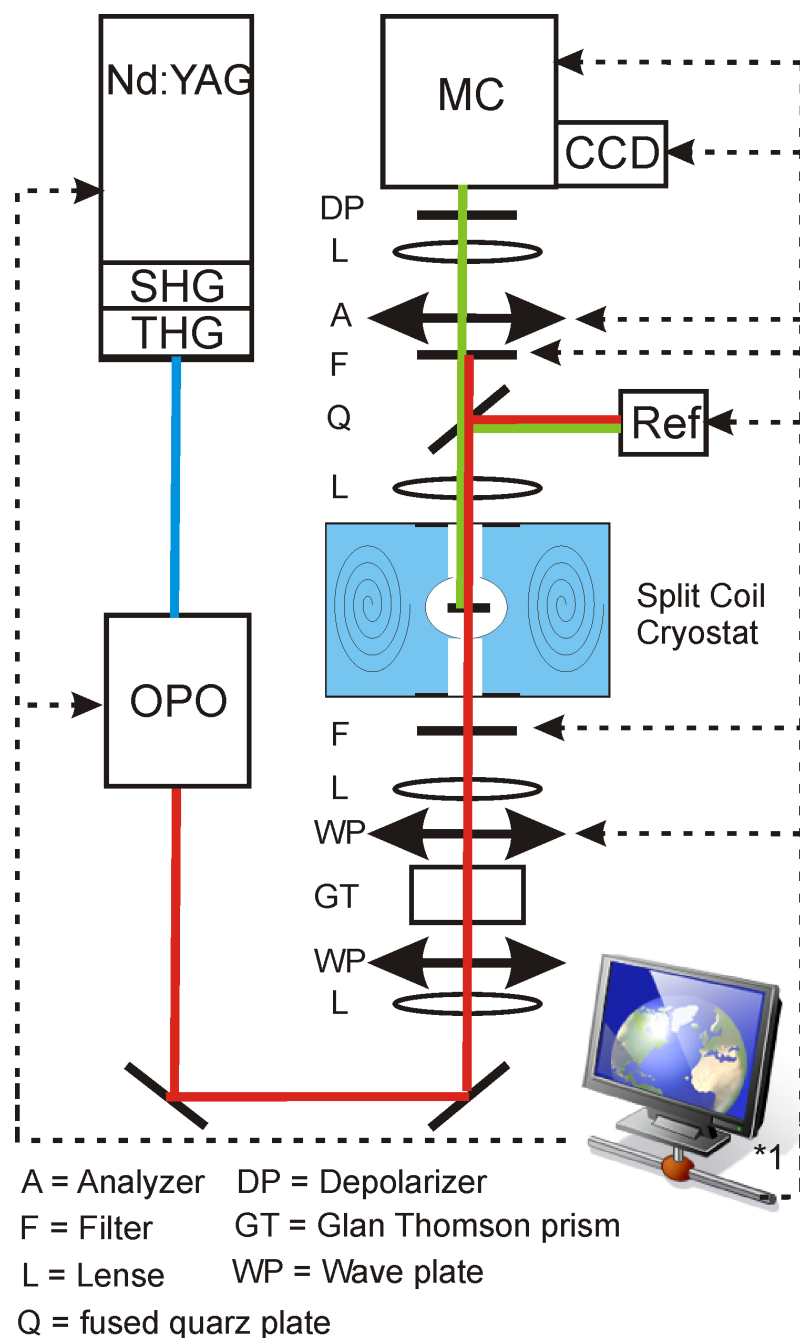 Nd:YAG
SHG
THG
OPO
MC
CCD
DP
L
A
F
Q
Ref
L
Split Coil
Cryostat
F
L
WP
GT
WP
L
*1
A = Analyzer DP = Depolarizer
F = Filter GT = Glan Thomson prism
L = Lense WP = Wave plate
Q = fused quarz plate